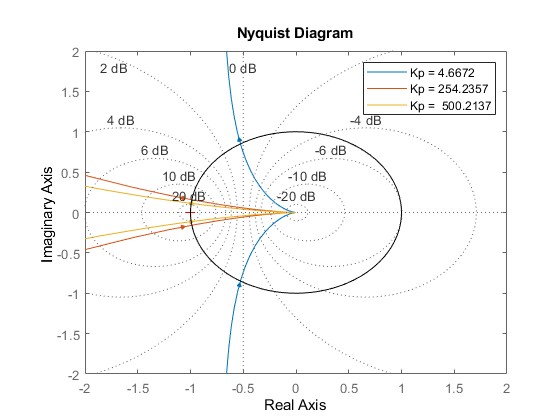 Nyquist Diagram
2
2 dB
0 dB
Kp = 4.6672
Kp = 254.2357
Kp =  500.2137
1.5
4 dB
-4 dB
1
6 dB
-6 dB
0.5
10 dB
-10 dB
20 dB
-20 dB
0
-0.5
-1
-1.5
-2
-2
-1.5
-1
-0.5
0
0.5
1
1.5
2
Real Axis
Imaginary Axis